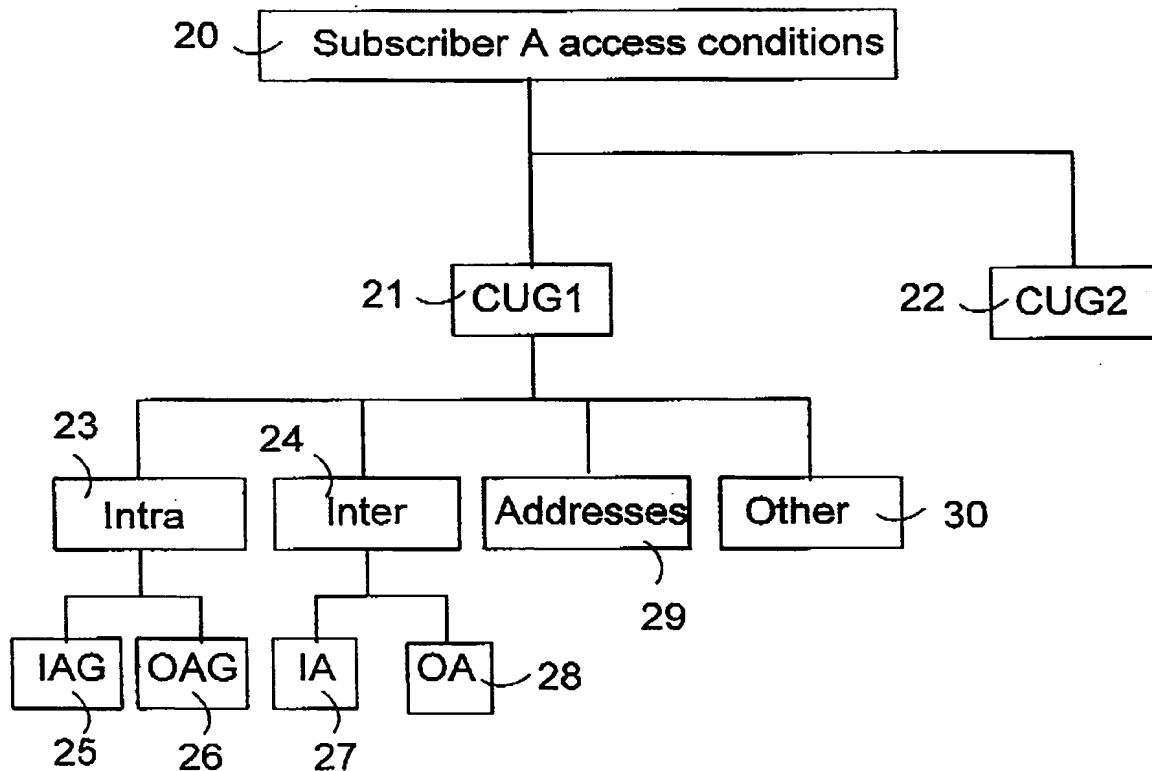 20 Subscriber A access conditions
21 CUG1 22 CUG2
23 24
Intra Inter Addresses Other 30
29
IAG OAG IA OA 28
25 26 27